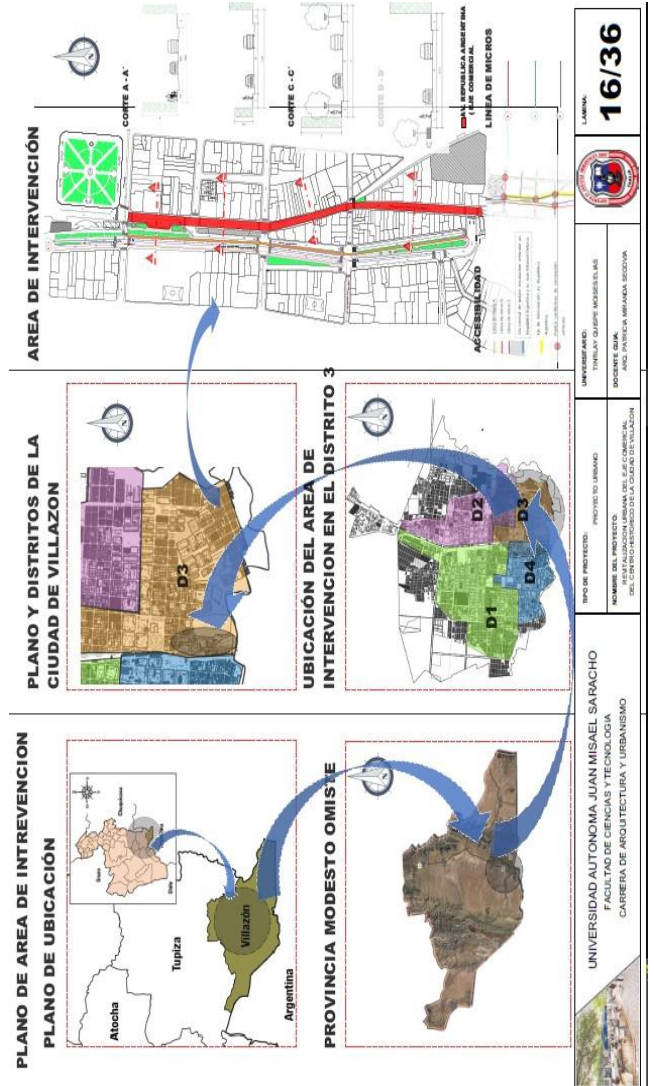 PLANO DE AREA DE INTREVENCION
PLANO DE UBICACIÓN
Atocha
Tupiza
Villazón
Argentina
Oruro
Chuquisaca
PROVINCIA MODESTO OMISTE
PLANO Y DISTRITOS DE LA
CIUDAD DE VILLAZON
D3
UBICACIÓN DEL AREA DE
INTERVENCION EN EL DISTRITO 3
D1
D2
D3
D4
AREA DE INTERVENCIÓN
CORTE A - A´
CORTE C - C´
CORTE D - D´
AV. REPUBLICA ARGENTINA
( EJE COMERCIAL
LINEA DE MICROS
ACCESIBILIDAD
UNIVERSIDAD AUTONOMA JUAN MISAEL SARACHO
FACULTAD DE CIENCIAS Y TECNOLOGIA
CARRERA DE ARQUITECTURA Y URBANISMO
TIPO DE PROYECTO:
PROYECTO URBANO
NOMBRE DEL PROYECTO:
REVITALIZACION URBANA DEL EJE COMERCIAL
DEL CENTRO HISTORICO DE LA CIUDAD DE VILLAZON
UNIVERSITARIO:
TINTILAY QUISPE MOISES ELIAS
DOCENTE GUIA:
ARQ. PATRICIA MIRANDA SEGOVIA
LAMINA:
16/36